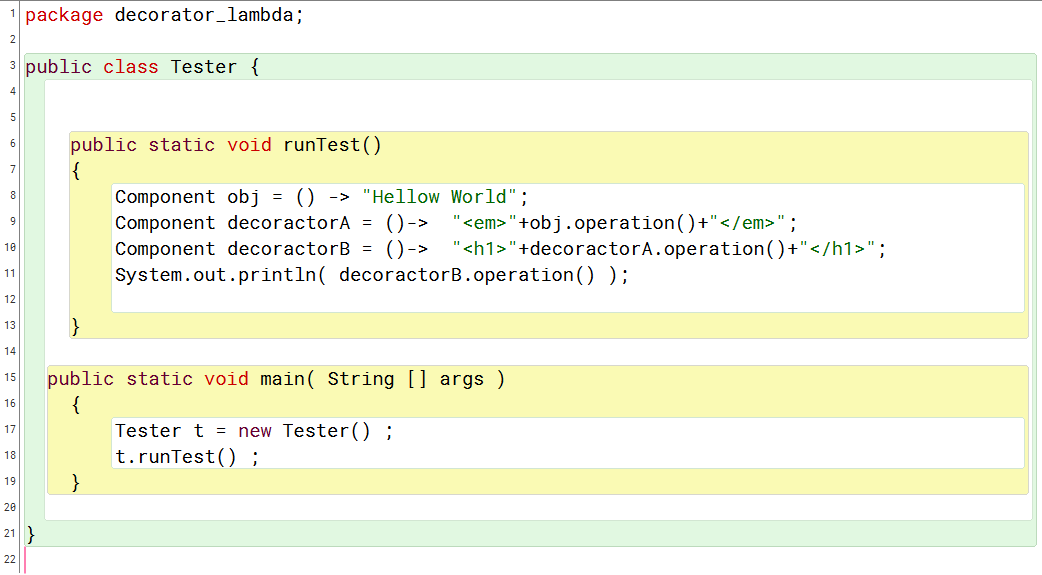 1 package decorator_lambda;
2
3 public class Tester {
4
5
6 public static void runTest()
7 {
8 Component obj = () -> "Hellow World";
9 Component decoractorA = ()->  "<em>"+obj.operation()+"</em>";
10 Component decoractorB = ()->  "<h1>"+decoractorA.operation()+"</h1>";
11 System.out.println( decoractorB.operation() );
12
13 }
14
15 public static void main( String [] args )
16 {
17 Tester t = new Tester() ;
18 t.runTest() ;
19 }
20
21 }
22